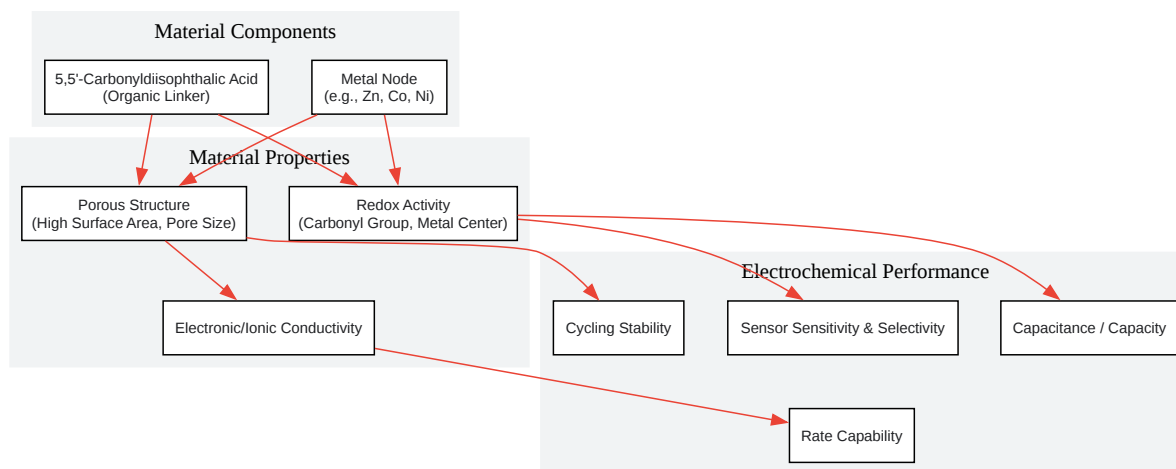 Material Components
5,5'-Carbonyldiisophthalic Acid
(Organic Linker)
Metal Node
(e.g., Zn, Co, Ni)
Material Properties
Porous Structure
(High Surface Area, Pore Size)
Redox Activity
(Carbonyl Group, Metal Center)
Electronic/Ionic Conductivity
Electrochemical Performance
Cycling Stability
Sensor Sensitivity & Selectivity
Capacitance / Capacity
Rate Capability